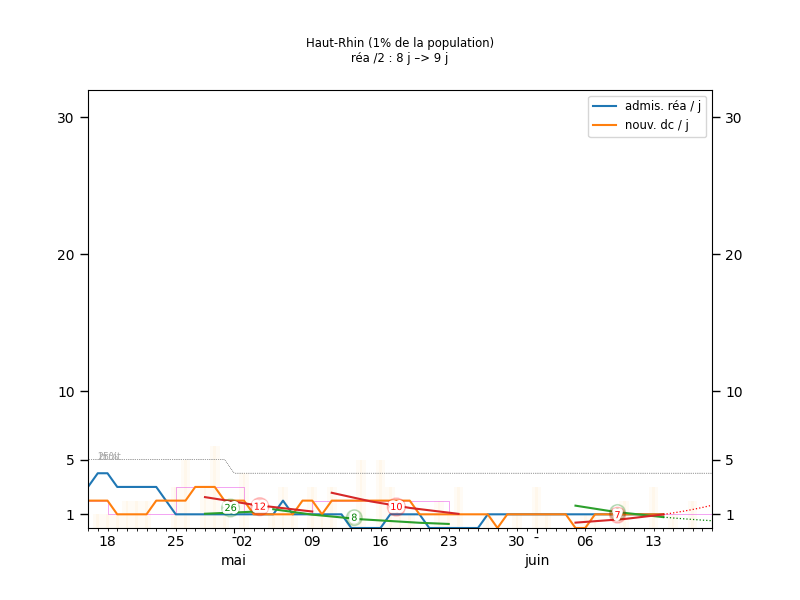 Haut-Rhin (1% de la population)
réa /2 : 8 j –> 9 j
admis. réa / j
nouv. dc / j
30 30
20 20
10 10
5 5
1 1
26 12 8 10 7
18 25 02 09 16 23 30 06 13
mai juin